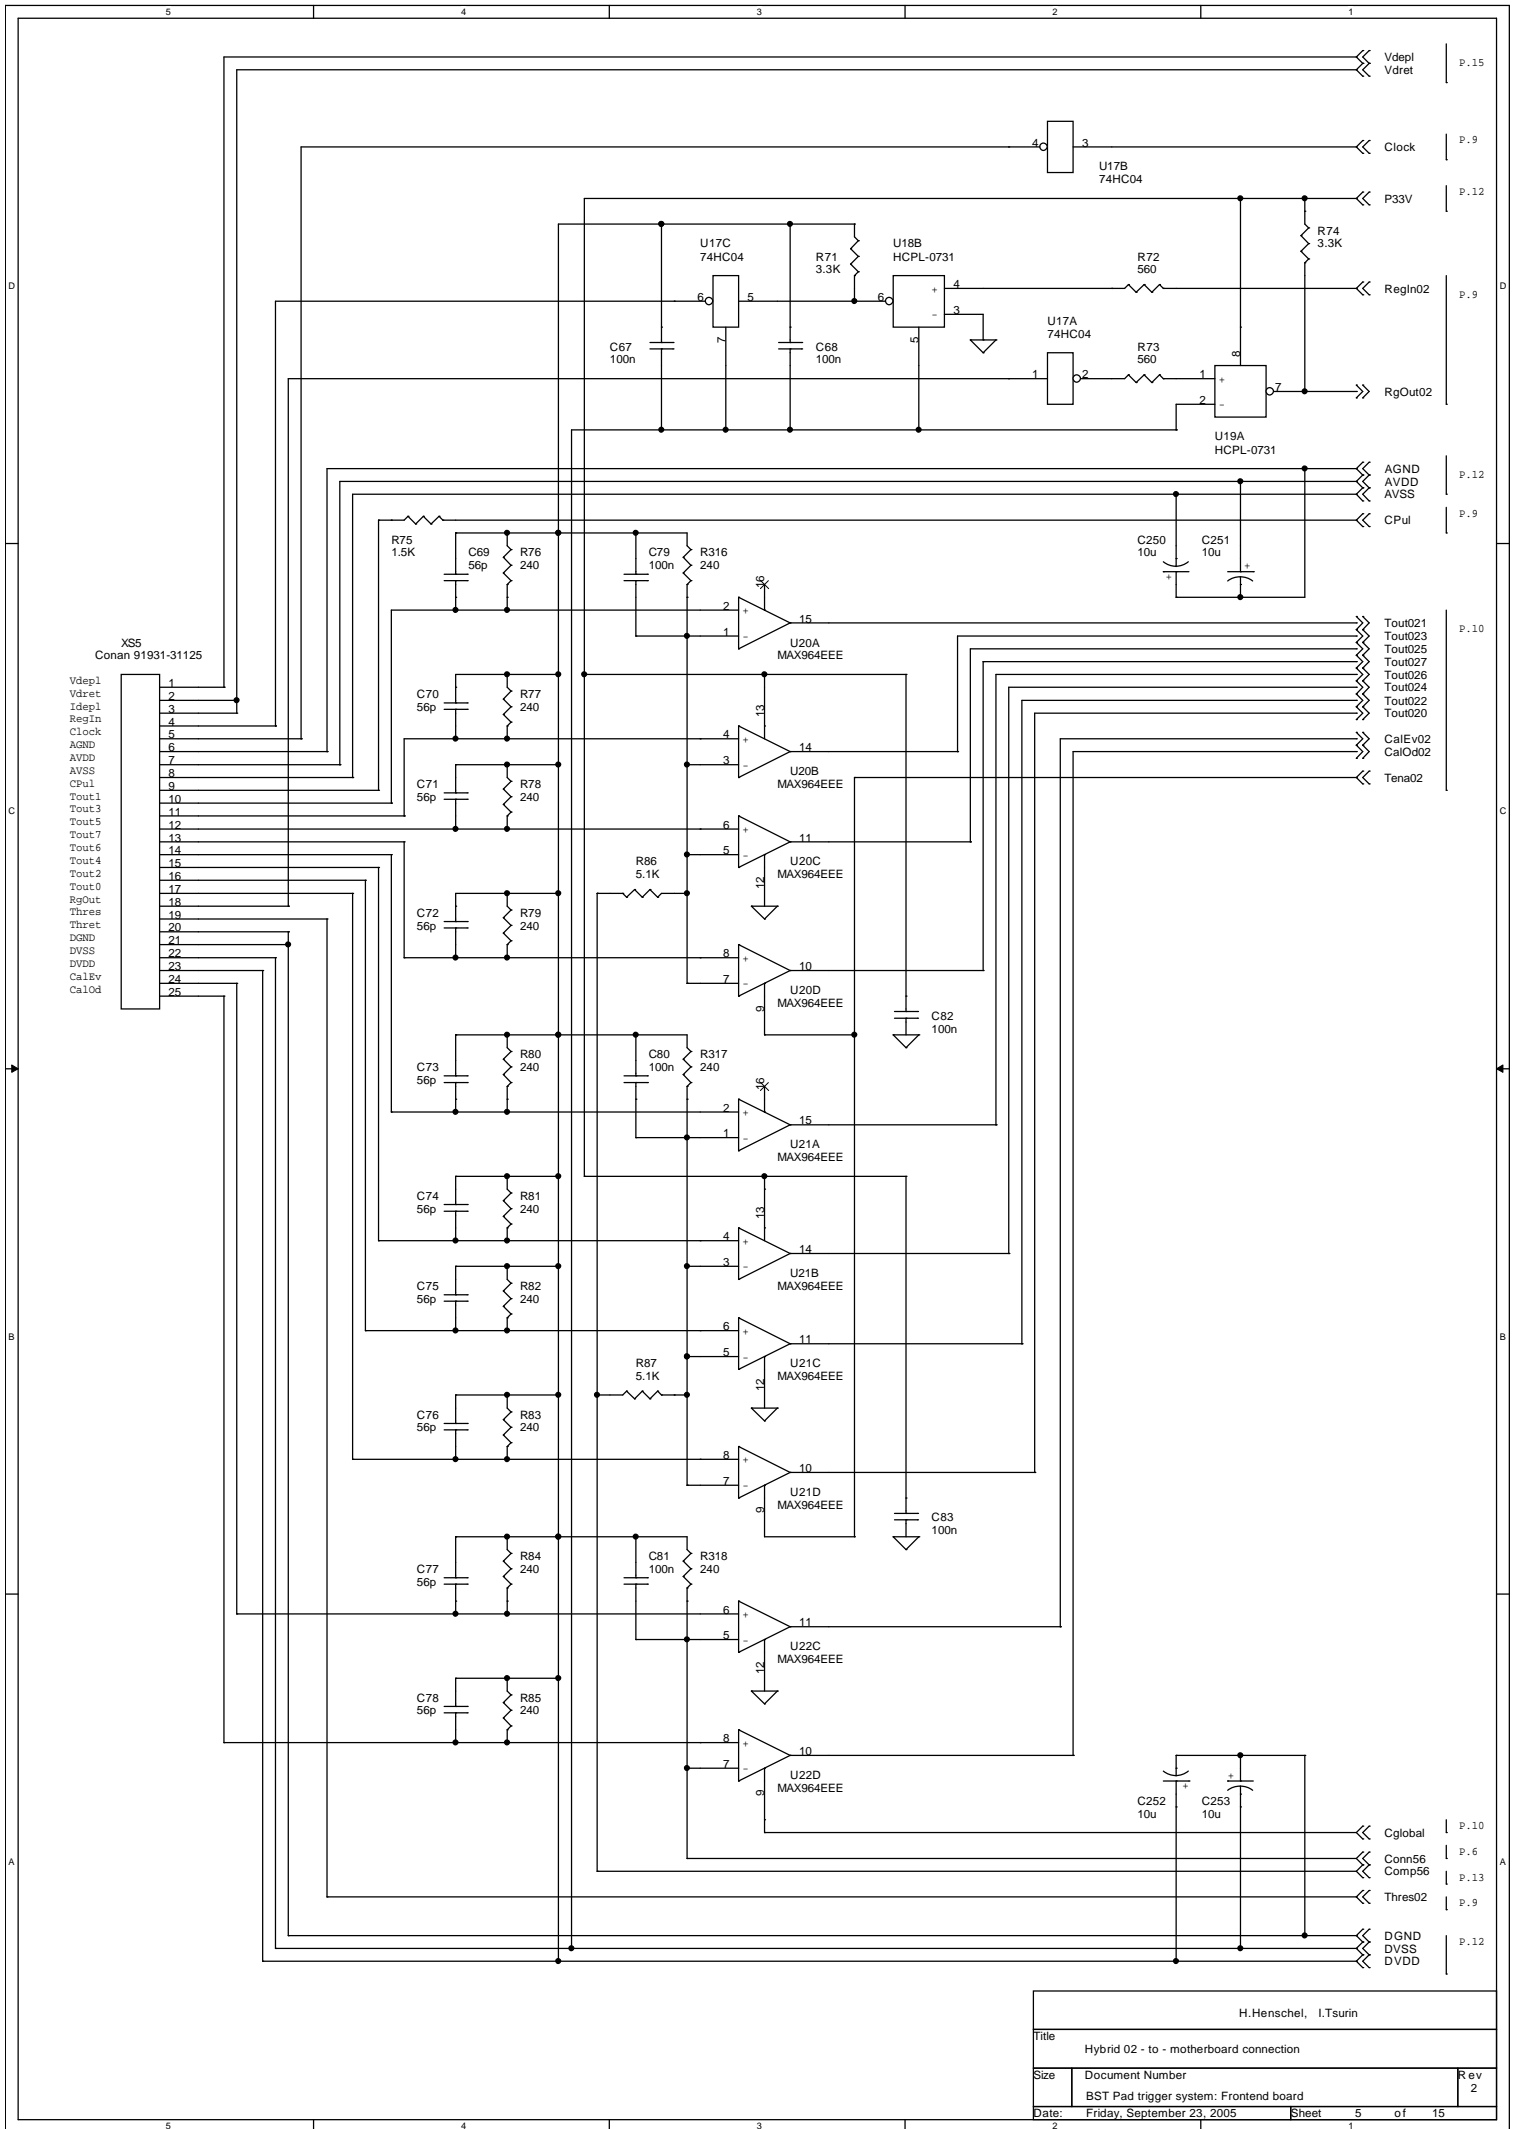 5 4 3 2 1
Vdepl
Vdret
P.15
4 3
Clock
P.9
U17B
74HC04
P33V
P.12
U17C
74HC04
R71
3.3K
U18B
HCPL-0731
R72
560
R74
3.3K
D
D
6 5 6 + 4
- 3
7
5
RegIn02
P.9
C67
100n
C68
100n
U17A
74HC04
R73
560
8
1 2 1 + 7
2 -
RgOut02
U19A
HCPL-0731
AGND
AVDD
AVSS
P.12
CPul
P.9
R75
1.5K
C69
56p
R76
240
C79
100n
R316
240
C250
10u
C251
10u
+
+
16
2 +
1 -
15
U20A
MAX964EEE
Tout021
Tout023
Tout025
Tout027
Tout026
Tout024
Tout022
Tout020
P.10
CalEv02
CalOd02
Tena02
XS5
Conan 91931-31125
Vdepl 1
Vdret 2
Idepl 3
RegIn 4
Clock 5
AGND 6
AVDD 7
AVSS 8
CPul 9
Tout1 10
Tout3 11
Tout5 12
Tout7 13
Tout6 14
Tout4 15
Tout2 16
Tout0 17
RgOut 18
Thres 19
Thret 20
DGND 21
DVSS 22
DVDD 23
CalEv 24
CalOd 25
C70
56p
R77
240
13
4 +
3 -
14
U20B
MAX964EEE
C71
56p
R78
240
C
C
6 +
5 -
11
12
U20C
MAX964EEE
R86
5.1K
C72
56p
R79
240
8 +
7 -
10
9
U20D
MAX964EEE
C82
100n
C73
56p
R80
240
C80
100n
R317
240
16
2 +
1 -
15
U21A
MAX964EEE
C74
56p
R81
240
13
4 +
3 -
14
U21B
MAX964EEE
C75
56p
R82
240
B
B
6 +
5 -
11
12
U21C
MAX964EEE
R87
5.1K
C76
56p
R83
240
8 +
7 -
10
9
U21D
MAX964EEE
C83
100n
C77
56p
R84
240
C81
100n
R318
240
6 +
5 -
11
12
U22C
MAX964EEE
C78
56p
R85
240
8 +
7 -
10
9
U22D
MAX964EEE
+
+
C252
10u
C253
10u
Cglobal
P.10
A
A
Conn56
P.6
Comp56
P.13
Thres02
P.9
DGND
DVSS
DVDD
P.12
H.Henschel, I.Tsurin
Title
Hybrid 02 - to - motherboard connection
Size Document Number Rev
BST Pad trigger system: Frontend board 2
Date: Friday, September 23, 2005 Sheet 5 of 15
5 4 3 2 1